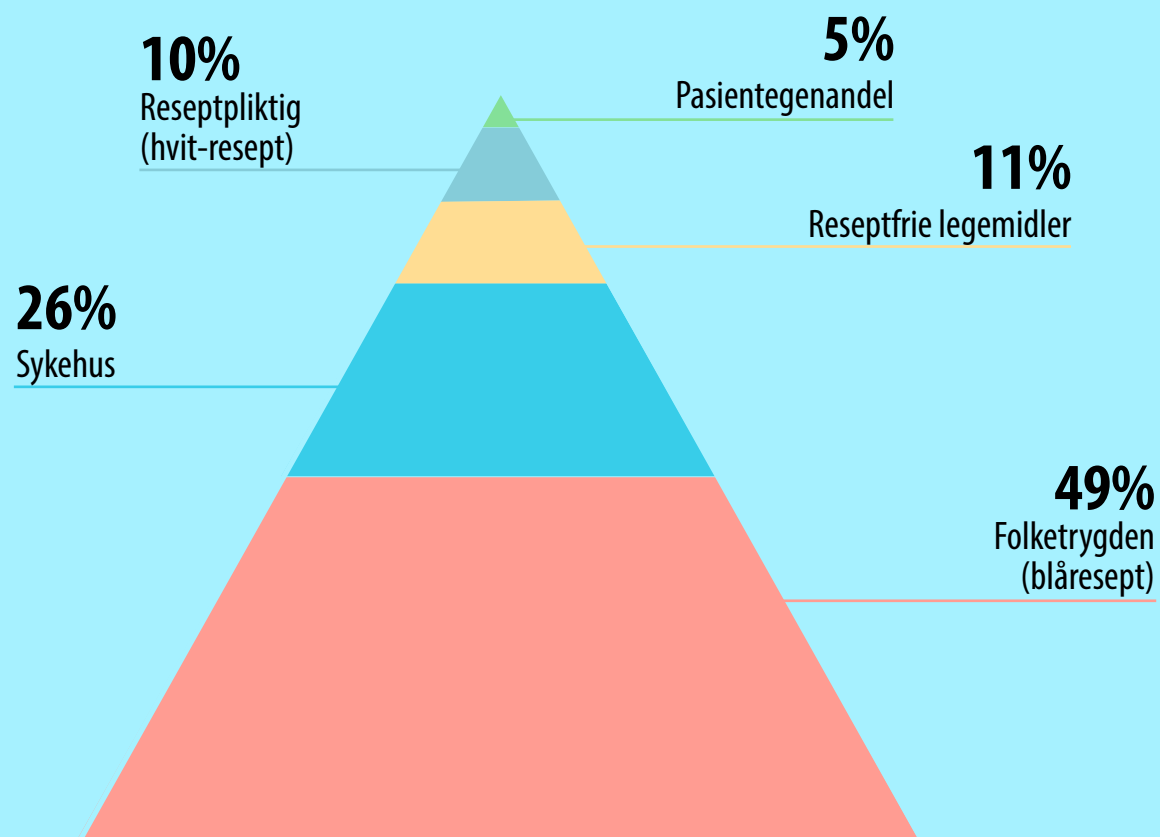 5%
Pasientegenandel
10%
Reseptpliktig
(hvit-resept)
11%
Reseptfrie legemidler
26%
Sykehus
49%
Folketrygden
(blåresept)